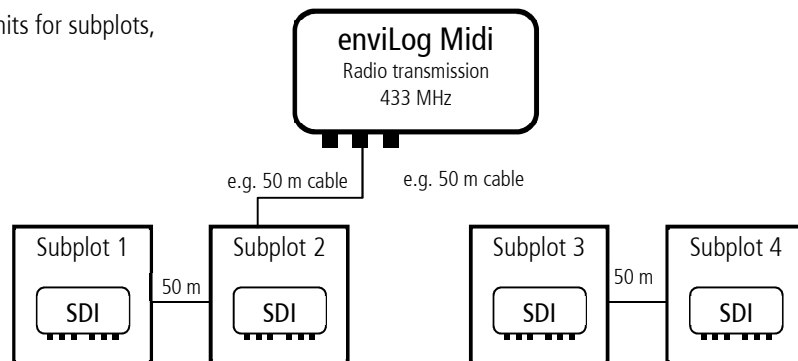 nits for subplots,
enviLog Midi
Radio transmission
433 MHz
e.g. 50 m cable
e.g. 50 m cable
Subplot 1
Subplot 2
Subplot 3
Subplot 4
50 m
50 m
SDI
SDI
SDI
SDI